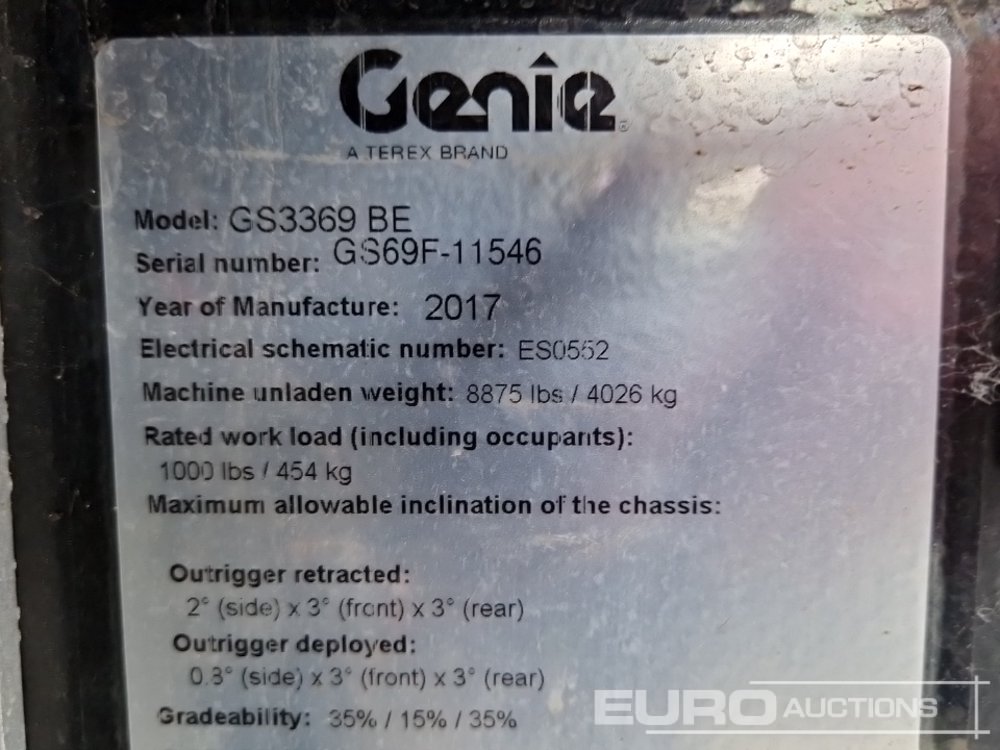 Genie
A TEREX BRAND
Model: GS3369 BE
Serial number: GS69F-11546
Year of Manufacture: 2017
Electrical schematic number: ES0552
Machine unladen weight: 8875 lbs / 4026 kg
Rated work load (including occupants):
1000 lbs / 454 kg
Maximum allowable inclination of the chassis:
Outrigger retracted:
2° (side) x 3° (front) x 3° (rear)
Outrigger deployed:
0.3° (side) x 3° (front) x 3° (rear)
Gradeability: 35% / 15% / 35%
EURO AUCTIONS